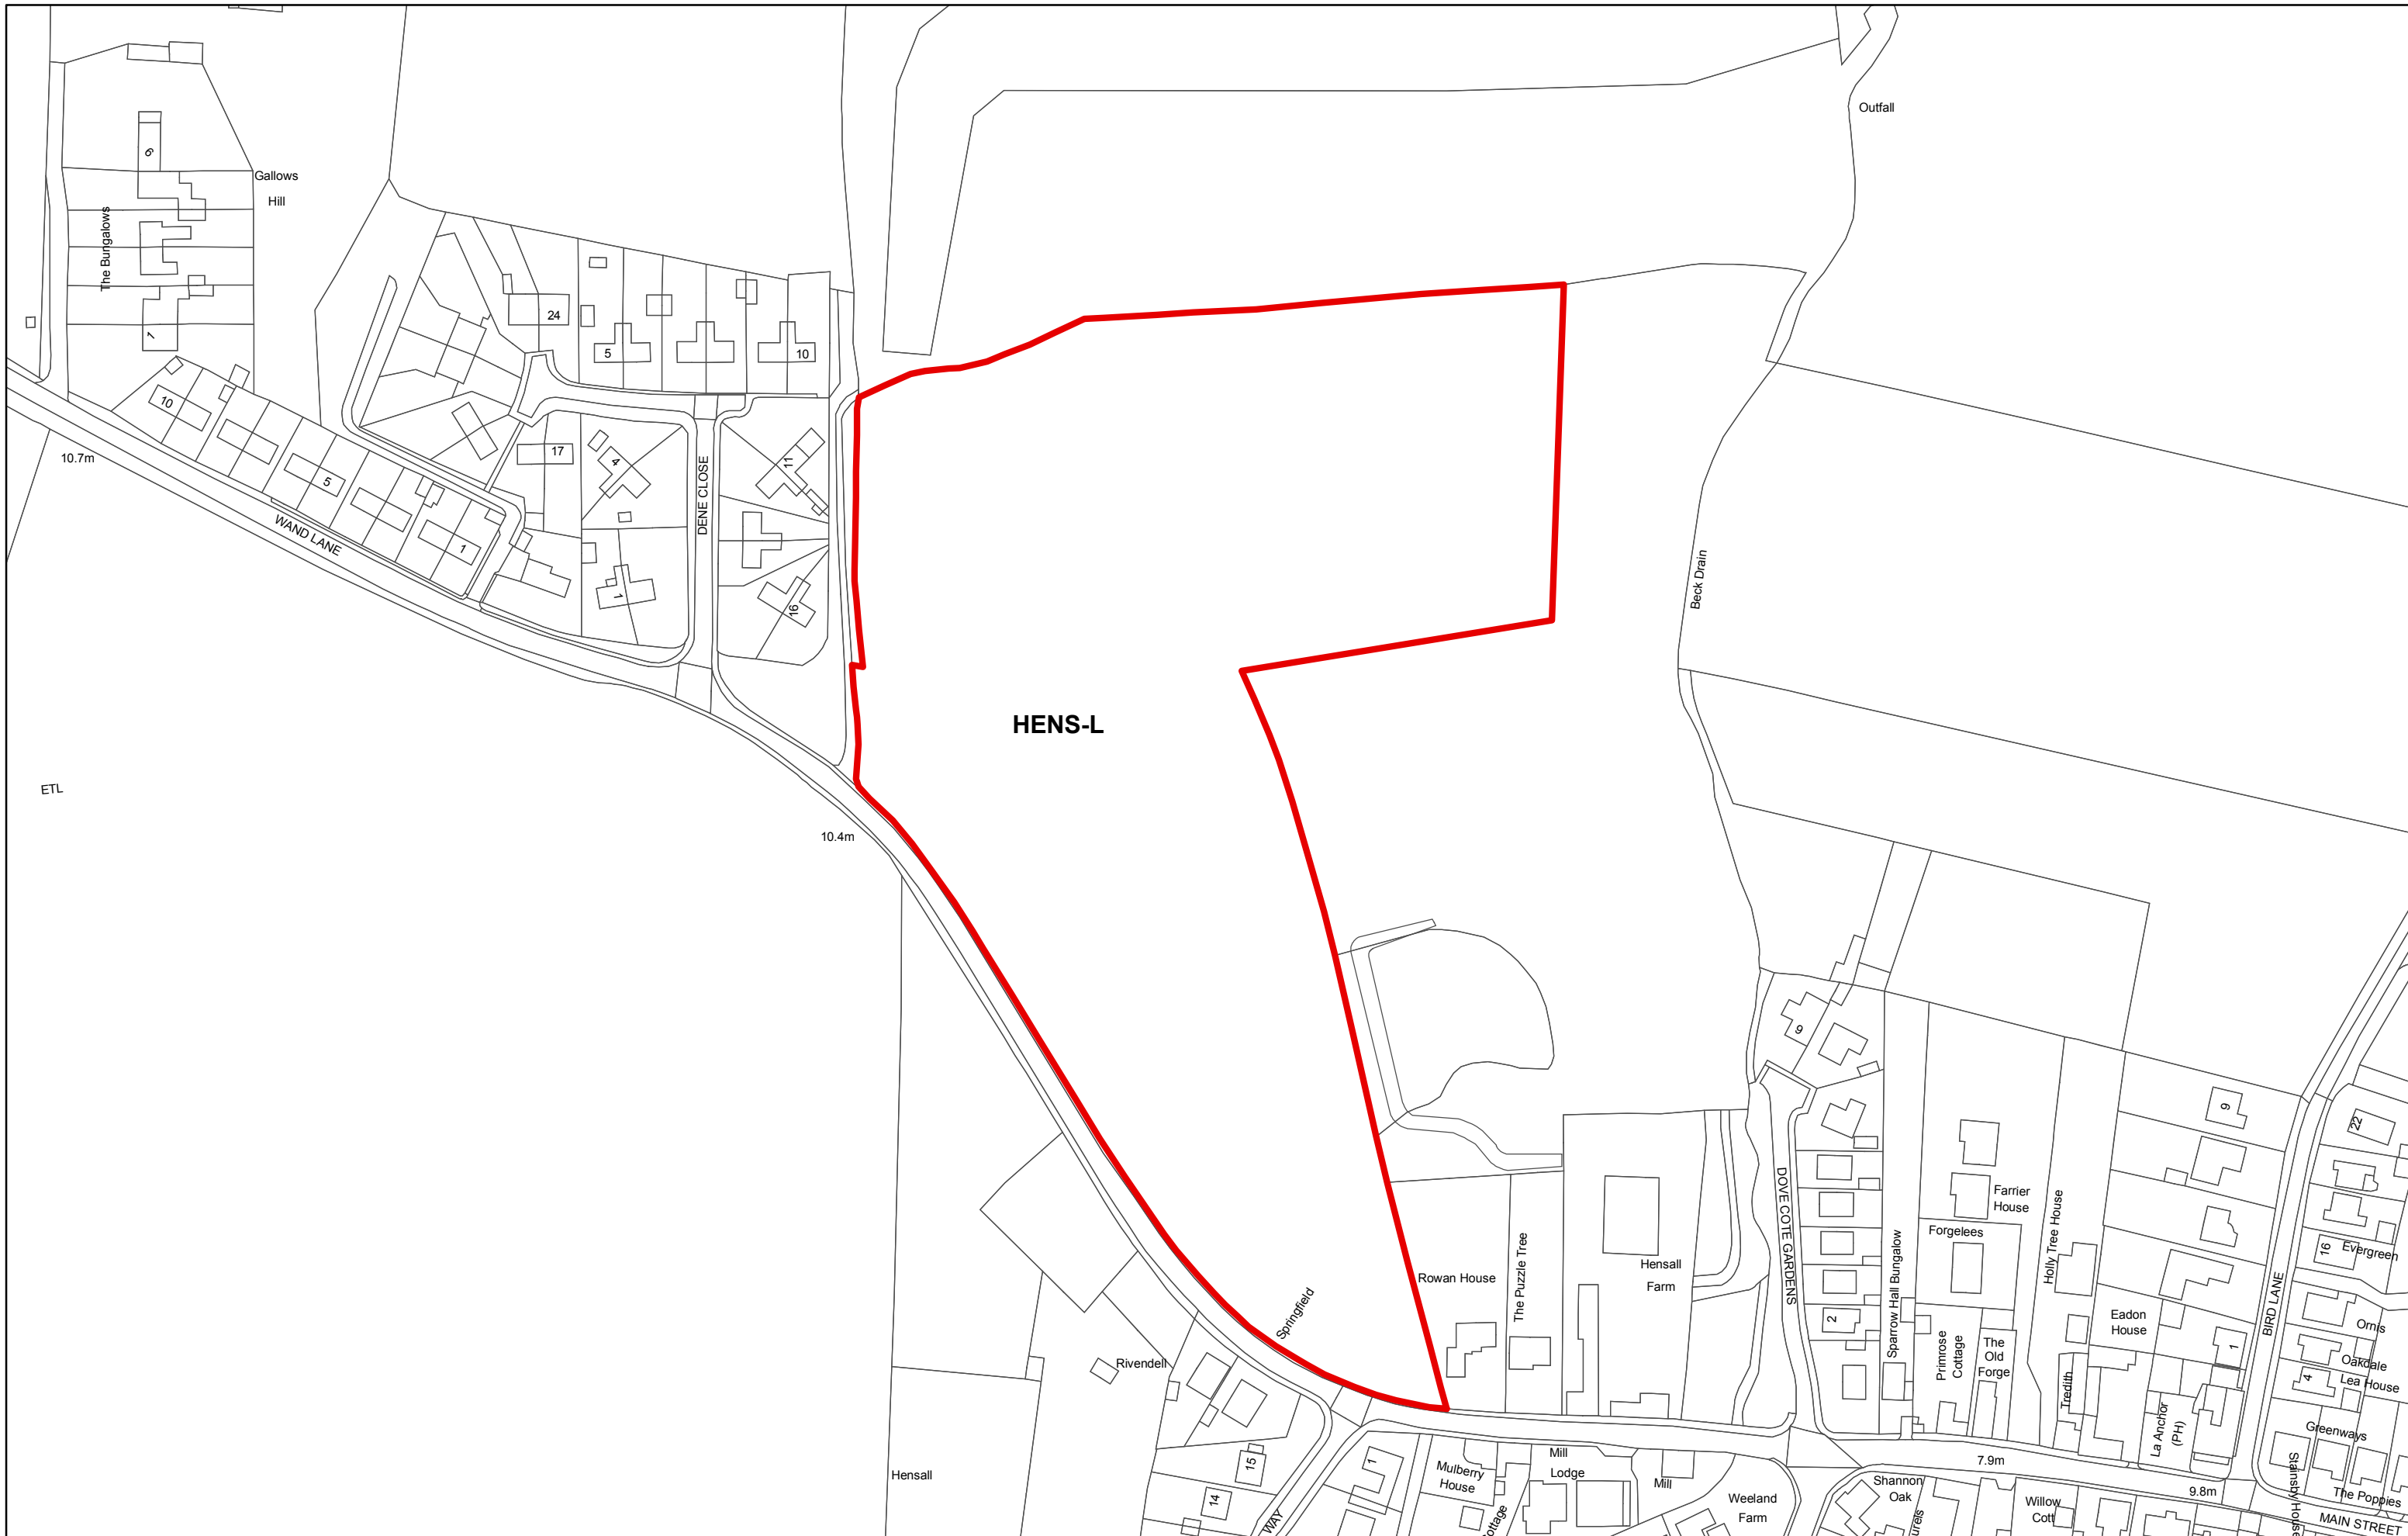 Outfall
6
Gallows
Hill
The Bungalows
24
5
10
1
10
17
4
11
10.7m
5
DENE CLOSE
WAND LANE
1
1
16
Beck Drain
HENS-L
ETL
10.4m
9
9
22
DOVE COTE GARDENS
Farrier
House
Forgelees
Holly Tree House
16
Evergreen
Rowan House
The Puzzle Tree
Hensall
Farm
Sparrow Hall Bungalow
2
Springfield
Eadon
House
BIRD LANE
Ornis
Primrose
Cottage
The
Old
Forge
1
Oakdale
Rivendell
Tredith
4
Lea House
La Anchor
(PH)
Greenways
Hensall
15
14
1
WAY
Mulberry
House
Mill
Lodge
Mill
Weeland
Farm
7.9m
Shannon
Oak
Willow
9.8m
Stainsby House
The Poppies
MAIN STREET